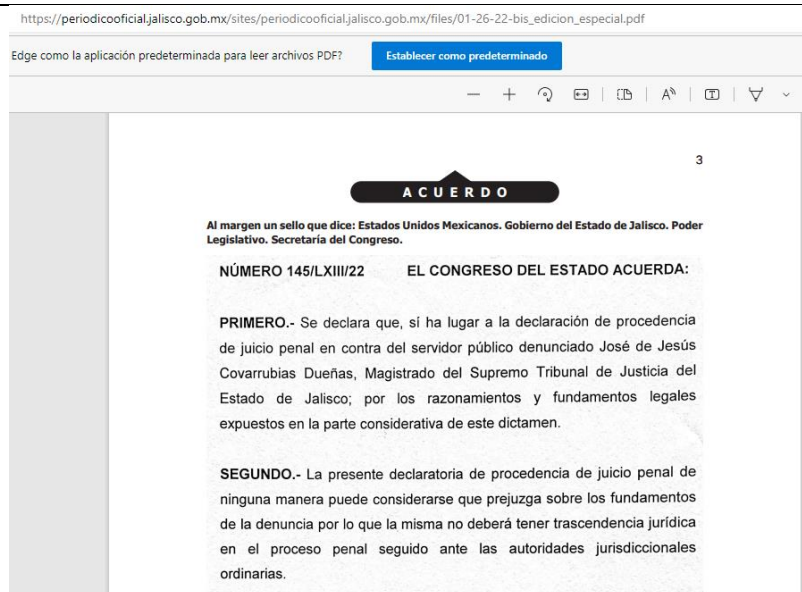 https://periodicooficial.jalisco.gob.mx/sites/periodicooficial.jalisco.gob.mx/files/01-26-22-bis_edicion_especial.pdf
Edge como la aplicación predeterminada para leer archivos PDF?
Establecer como predeterminado
3
ACUERDO
Al margen un sello que dice: Estados Unidos Mexicanos. Gobierno del Estado de Jalisco. Poder
Legislativo. Secretaría del Congreso.
NÚMERO 145/LXIII/22 EL CONGRESO DEL ESTADO ACUERDA:
PRIMERO.- Se declara que, sí ha lugar a la declaración de procedencia
de juicio penal en contra del servidor público denunciado José de Jesús
Covarrubias Dueñas, Magistrado del Supremo Tribunal de Justicia del
Estado de Jalisco; por los razonamientos y fundamentos legales
expuestos en la parte considerativa de este dictamen.
SEGUNDO.- La presente declaratoria de procedencia de juicio penal de
ninguna manera puede considerarse que prejuzga sobre los fundamentos
de la denuncia por lo que la misma no deberá tener trascendencia jurídica
en el proceso penal seguido ante las autoridades jurisdiccionales
ordinarias.